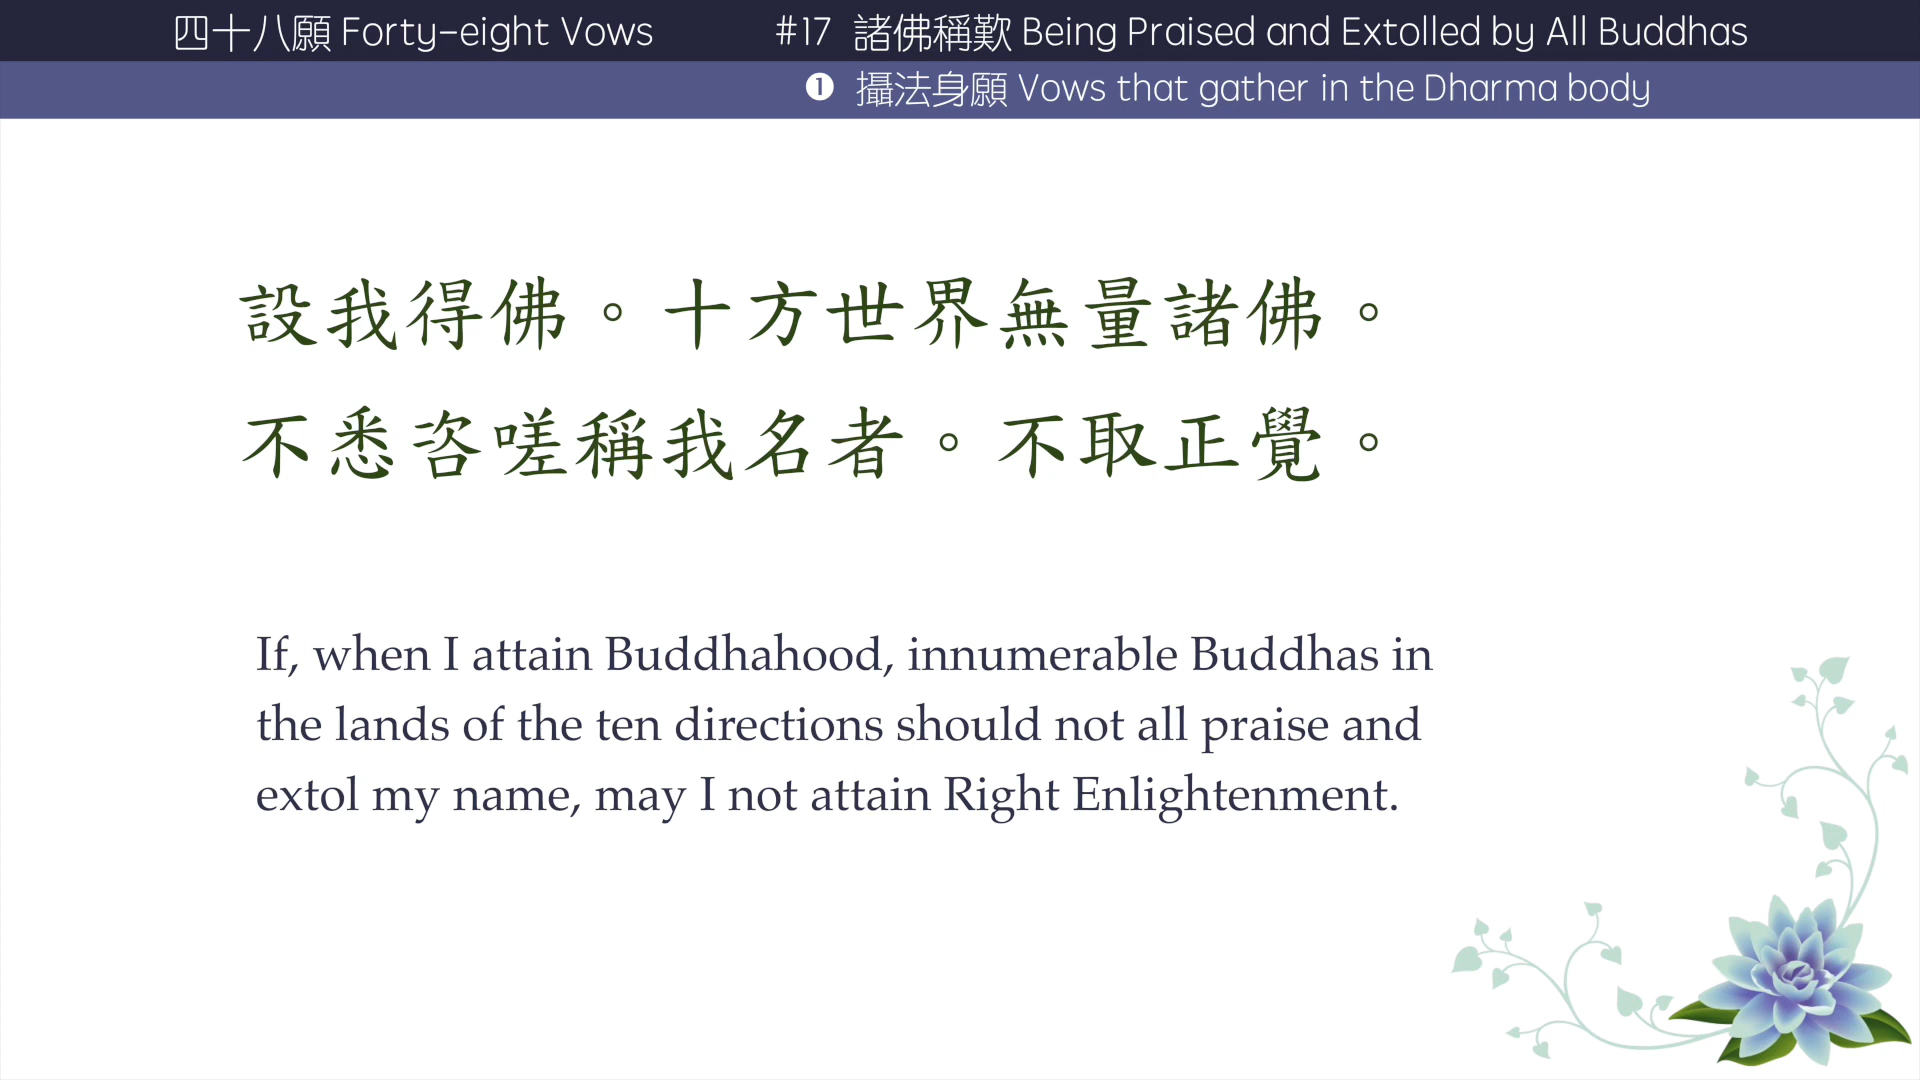 四十八願 Forty-eight Vows
#17 諸佛稱歎 Being Praised and Extolled by All Buddhas
❶ 攝法身願 Vows that gather in the Dharma body
設我得佛。十方世界無量諸佛。
不悉咨嗟稱我名者。不取正覺。
If, when I attain Buddhahood, innumerable Buddhas in
the lands of the ten directions should not all praise and
extol my name, may I not attain Right Enlightenment.